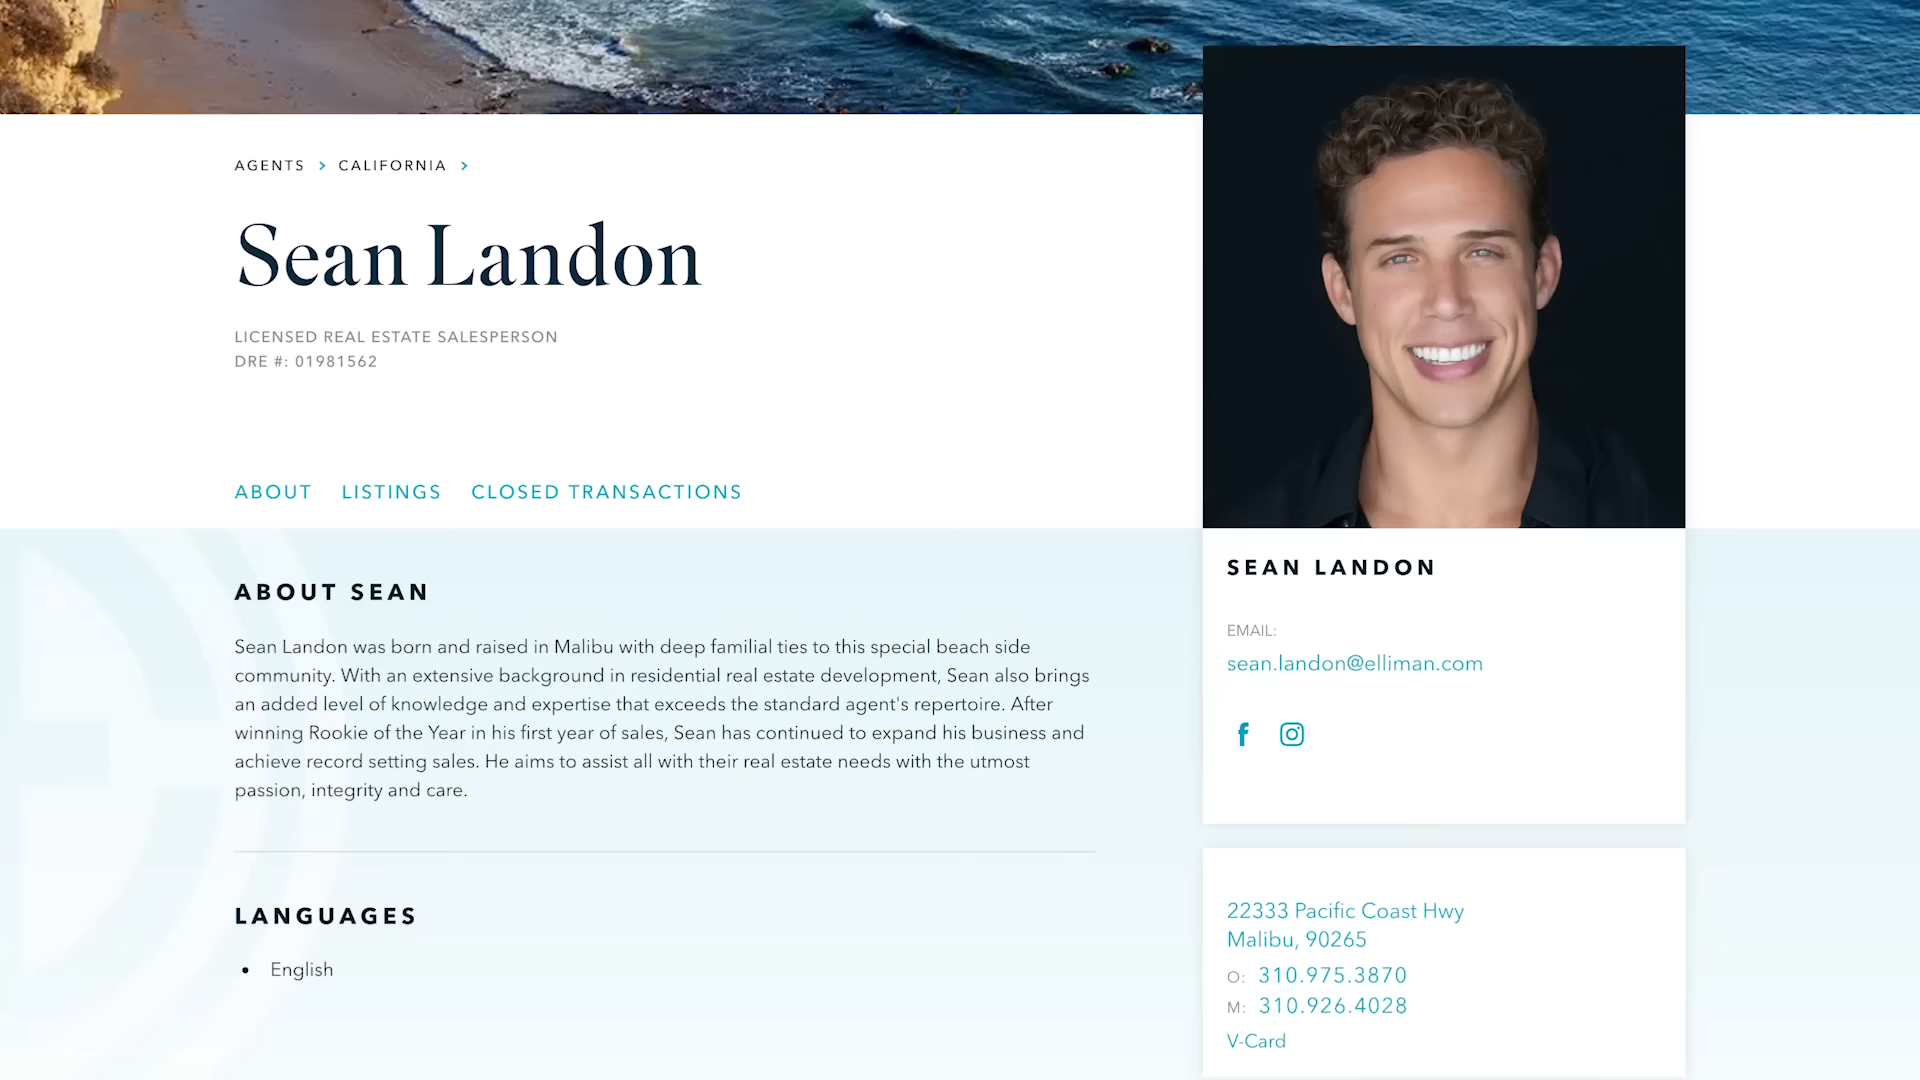 AGENTS > CALIFORNIA >
Sean Landon
LICENSED REAL ESTATE SALESPERSON
DRE #: 01981562
ABOUT LISTINGS CLOSED TRANSACTIONS
ABOUT SEAN
Sean Landon was born and raised in Malibu with deep familial ties to this special beach side
community. With an extensive background in residential real estate development, Sean also brings
an added level of knowledge and expertise that exceeds the standard agent's repertoire. After
winning Rookie of the Year in his first year of sales, Sean has continued to expand his business and
achieve record setting sales. He aims to assist all with their real estate needs with the utmost
passion, integrity and care.
LANGUAGES
• English
SEAN LANDON
EMAIL:
sean.landon@elliman.com
22333 Pacific Coast Hwy
Malibu, 90265
O: 310.975.3870
M: 310.926.4028
V-Card